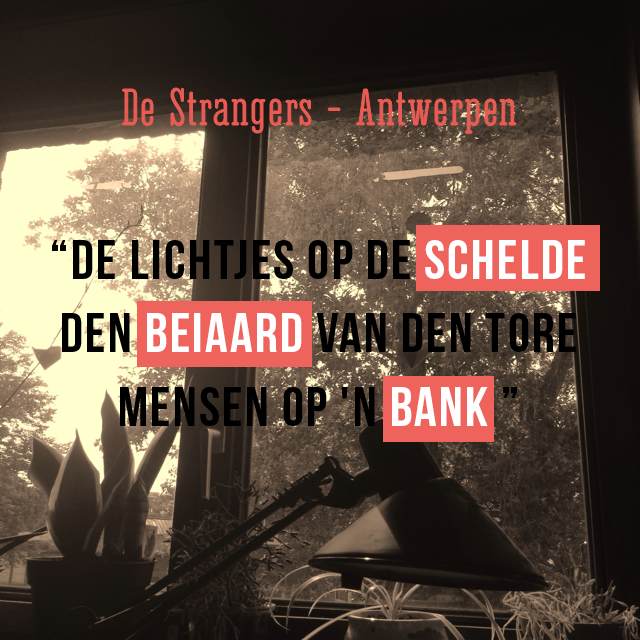 De Strangers - Antwerpen
“DE LICHTJES OP DE SCHELDE
DEN BEIAARD VAN DEN TORE
MENSEN OP 'N BANK ”